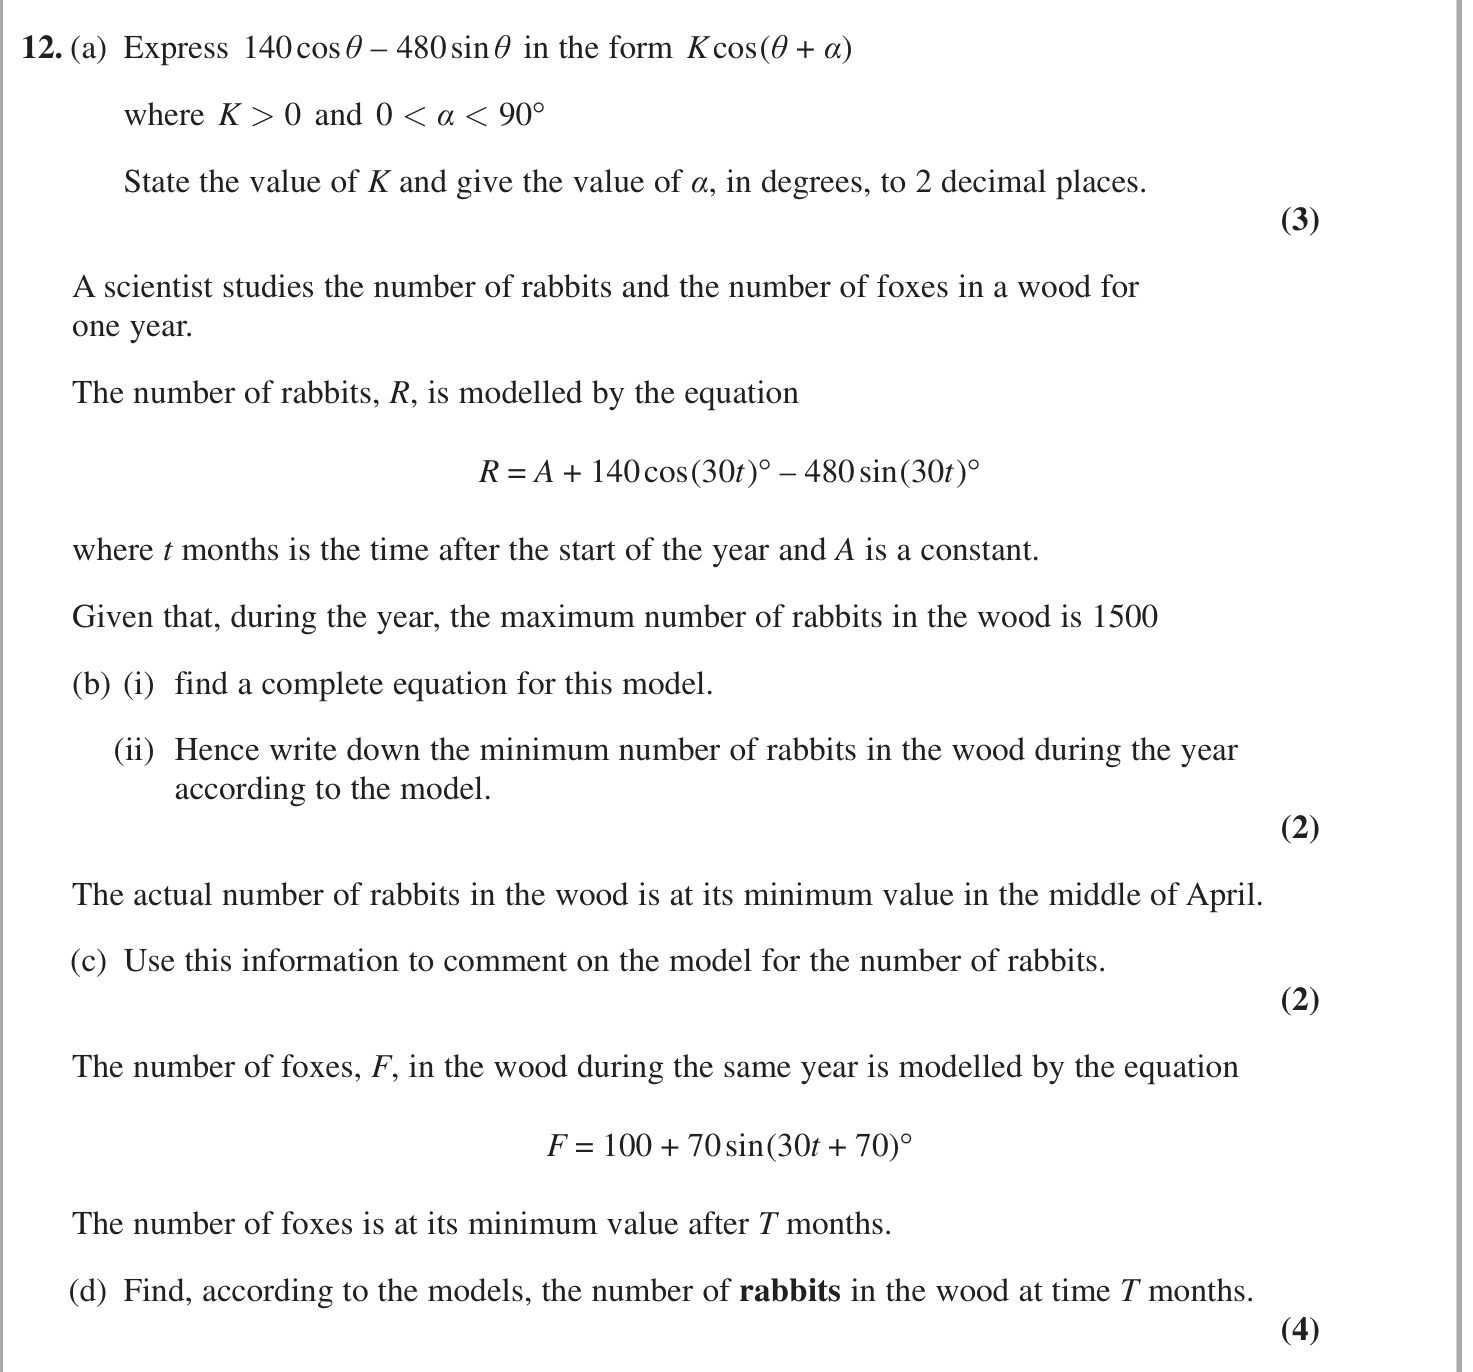 12. (a) Express 140 cos θ – 480 sin θ in the form K cos(θ + α)
where K > 0 and 0 < α < 90°
State the value of K and give the value of α, in degrees, to 2 decimal places.
(3)
A scientist studies the number of rabbits and the number of foxes in a wood for
one year.
The number of rabbits, R, is modelled by the equation
R = A + 140 cos(30t)° – 480 sin(30t)°
where t months is the time after the start of the year and A is a constant.
Given that, during the year, the maximum number of rabbits in the wood is 1500
(b) (i) find a complete equation for this model.
(ii) Hence write down the minimum number of rabbits in the wood during the year
according to the model.
(2)
The actual number of rabbits in the wood is at its minimum value in the middle of April.
(c) Use this information to comment on the model for the number of rabbits.
(2)
The number of foxes, F, in the wood during the same year is modelled by the equation
F = 100 + 70 sin(30t + 70)°
The number of foxes is at its minimum value after T months.
(d) Find, according to the models, the number of rabbits in the wood at time T months.
(4)